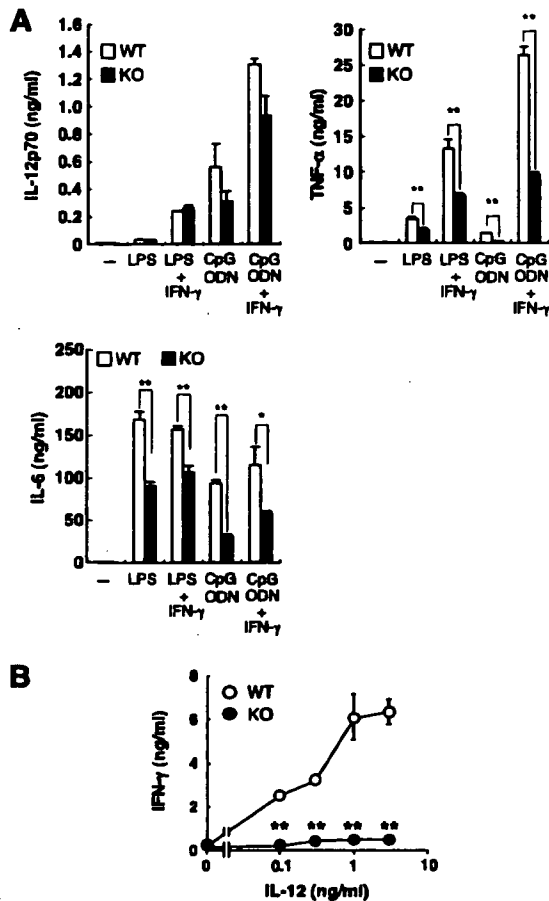 A
IL-12p70 (ng/ml)
1.6
1.4
1.2
1.0
0.8
0.6
0.4
0.2
0
WT
KO
— LPS LPS CpG CpG
+ ODN ODN
IFN-γ +
IFN-γ
TNF-α (ng/ml)
30
25
20
15
10
5
0
WT
KO
** ** ** **
— LPS LPS CpG CpG
+ ODN ODN
IFN-γ +
IFN-γ
IL-6 (ng/ml)
250
200
150
100
50
0
WT KO
** ** ** *
— LPS LPS CpG CpG
+ ODN ODN
IFN-γ +
IFN-γ
B
IFN-γ (ng/ml)
8
6
4
2
0
WT
KO
** ** ** **
0 0.1 1 10
IL-12 (ng/ml)